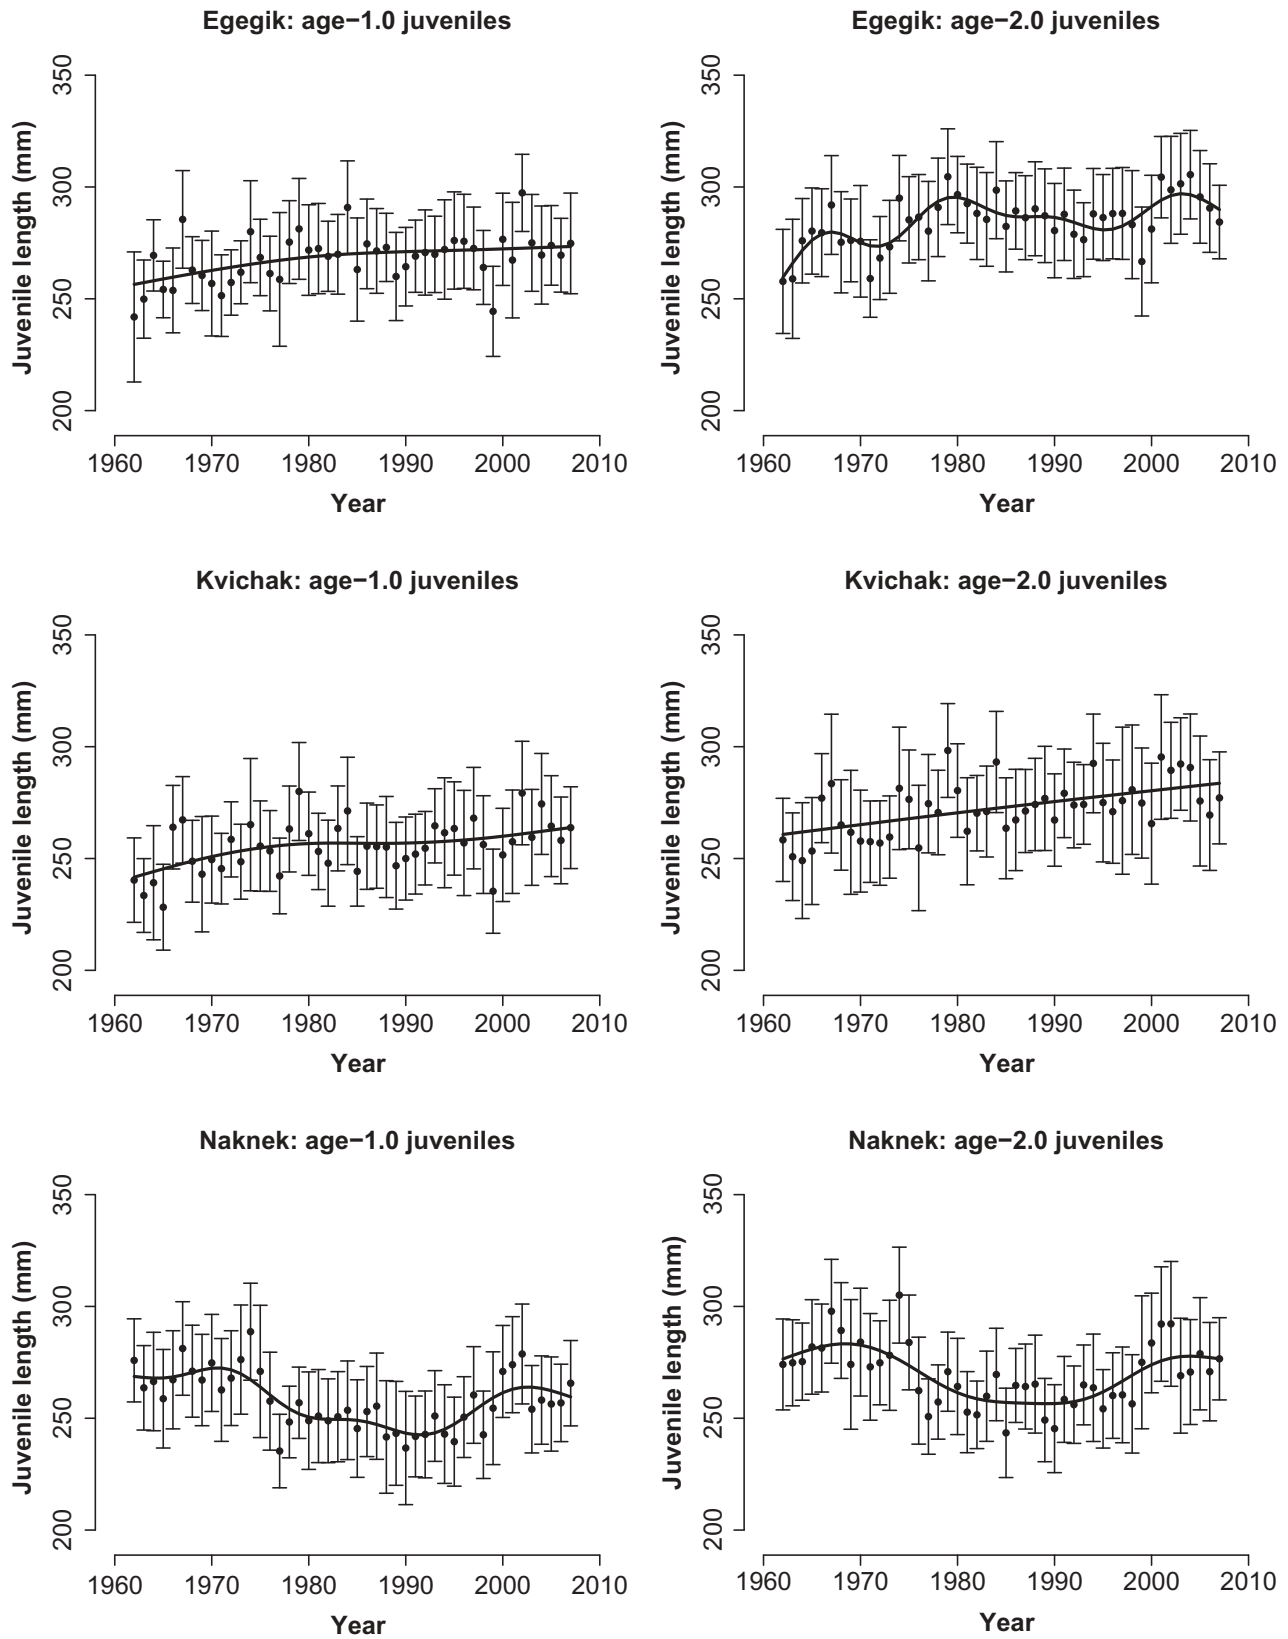 Egegik: age−1.0 juveniles
Juvenile length (mm)
350
300
250
200
1960 1970 1980 1990 2000 2010
Year
Egegik: age−2.0 juveniles
Juvenile length (mm)
350
300
250
200
1960 1970 1980 1990 2000 2010
Year
Kvichak: age−1.0 juveniles
Juvenile length (mm)
350
300
250
200
1960 1970 1980 1990 2000 2010
Year
Kvichak: age−2.0 juveniles
Juvenile length (mm)
350
300
250
200
1960 1970 1980 1990 2000 2010
Year
Naknek: age−1.0 juveniles
Juvenile length (mm)
350
300
250
200
1960 1970 1980 1990 2000 2010
Year
Naknek: age−2.0 juveniles
Juvenile length (mm)
350
300
250
200
1960 1970 1980 1990 2000 2010
Year